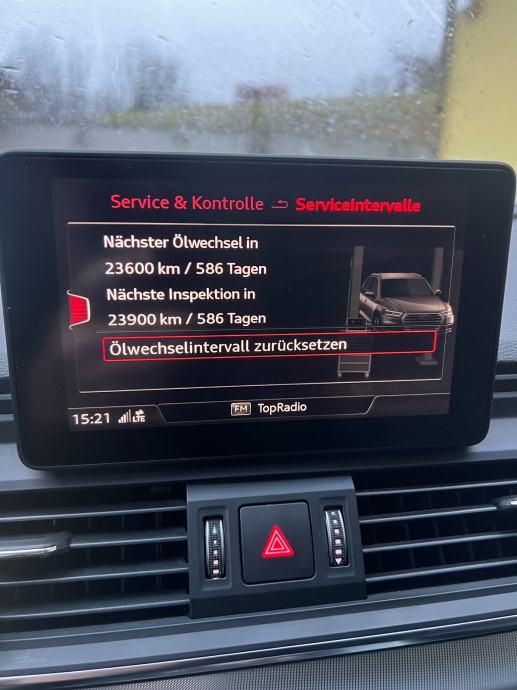 Service & Kontrolle Serviceintervalle
Nächster Ölwechsel in
23600 km / 586 Tagen
Nächste Inspektion in
23900 km / 586 Tagen
Ölwechselintervall zurücksetzen
15:21 LTE FM TopRadio